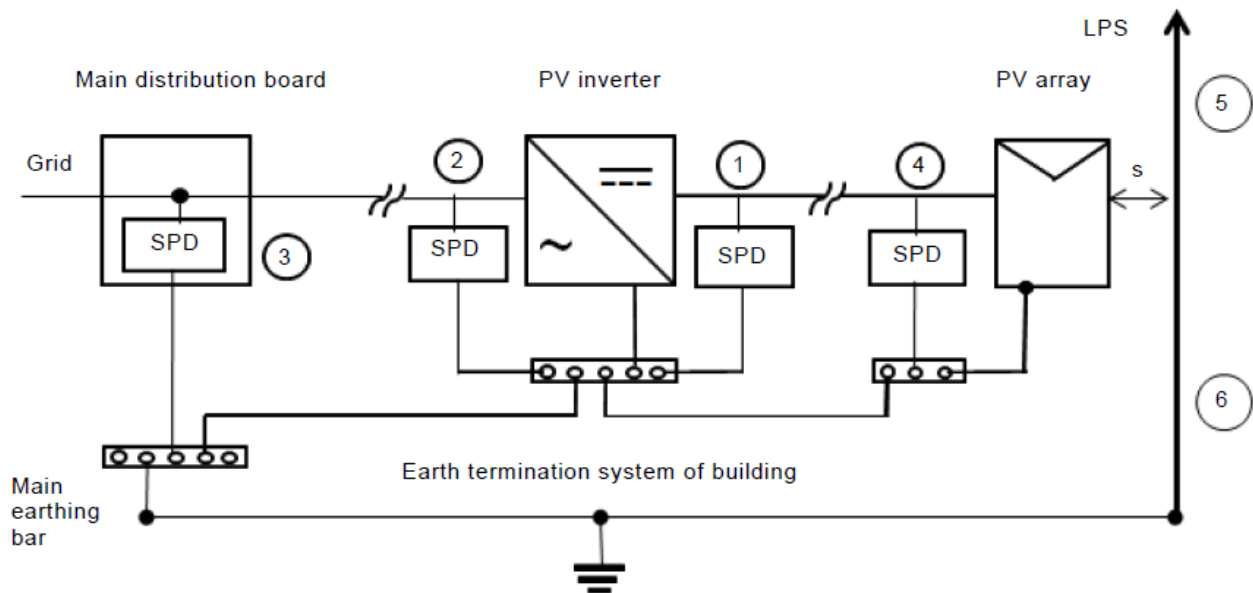 LPS
Main distribution board
PV inverter
PV array
5
Grid
2
1
4
s
SPD
3
SPD
SPD
SPD
~
6
Earth termination system of building
Main
earthing
bar